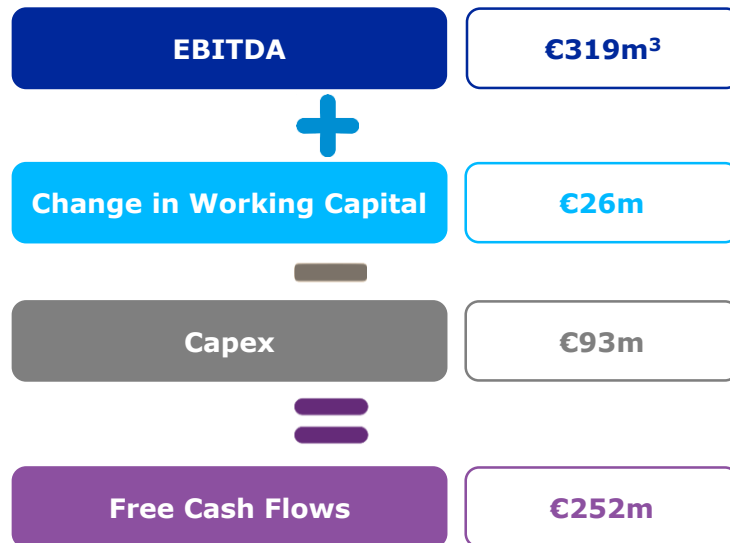 EBITDA €319m³
Change in Working Capital €26m
Capex €93m
Free Cash Flows €252m